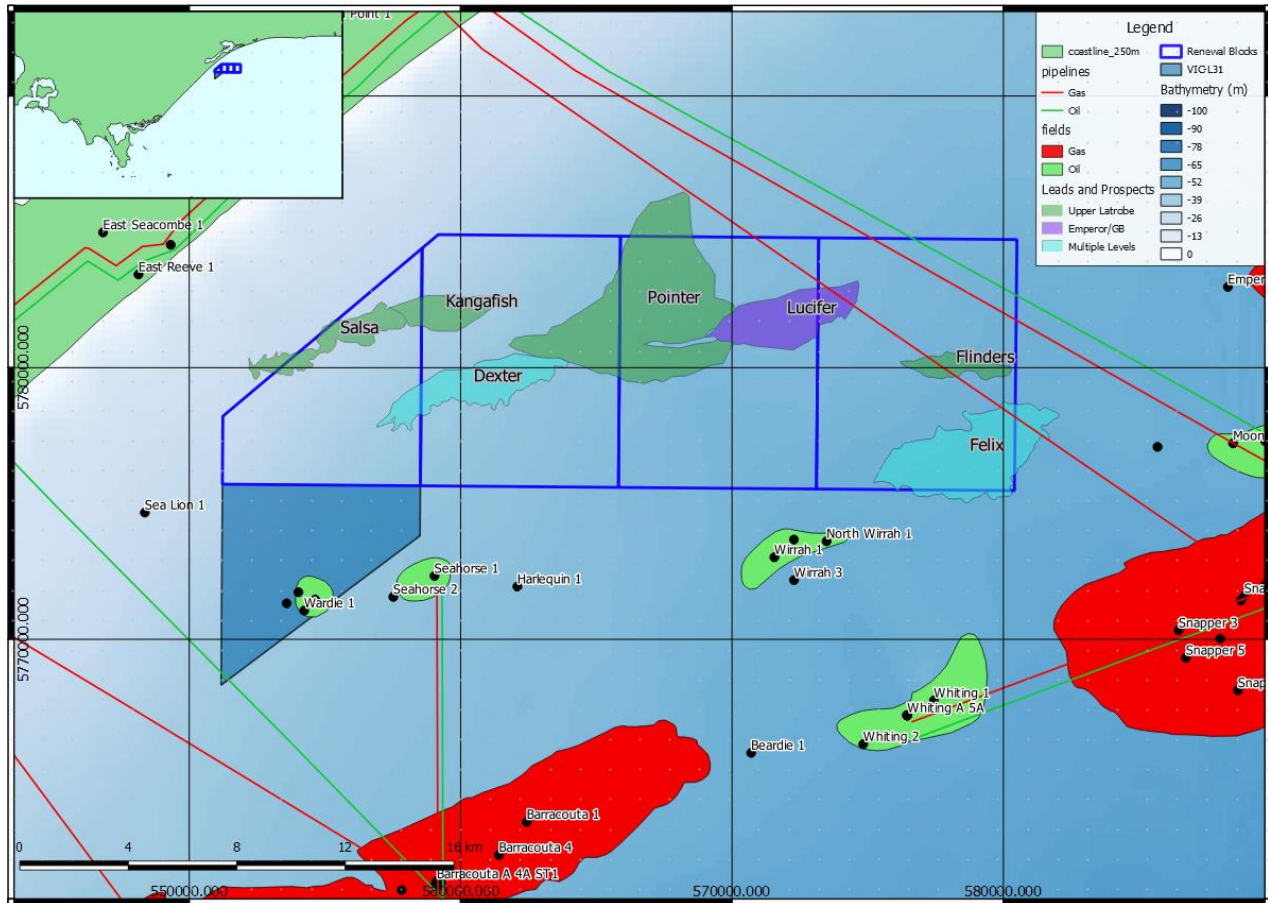 Point 1
Legend
coastline_250m
pipelines
Gas
Oil
fields
Gas
Oil
Leads and Prospects
Upper Latrobe
Emperor/GB
Multiple Levels
Renewal Blocks
VIC-L31
Bathymetry (m)
-100
-90
-78
-65
-52
-39
-26
-13
0
East Seacombe 1
East Reeve 1
Emper
Kangafish
Pointer
Lucifer
Salsa
Flinders
Dexter
5780000.000
Felix
Moon
Sea Lion 1
North Wirrah 1
Wirrah 1
Seahorse 1
Wirrah 3
Harlequin 1
Seahorse 2
Wardie 1
Sna
Snapper 3
5770000.000
Snapper 5
Snap
Whiting 1
Whiting A 5A
Whiting 2
Beardie 1
Barracouta 1
0 4 8 12 16 km
Barracouta 4
Barracouta A 4A ST1
550000.000
560000.000
570000.000
580000.000